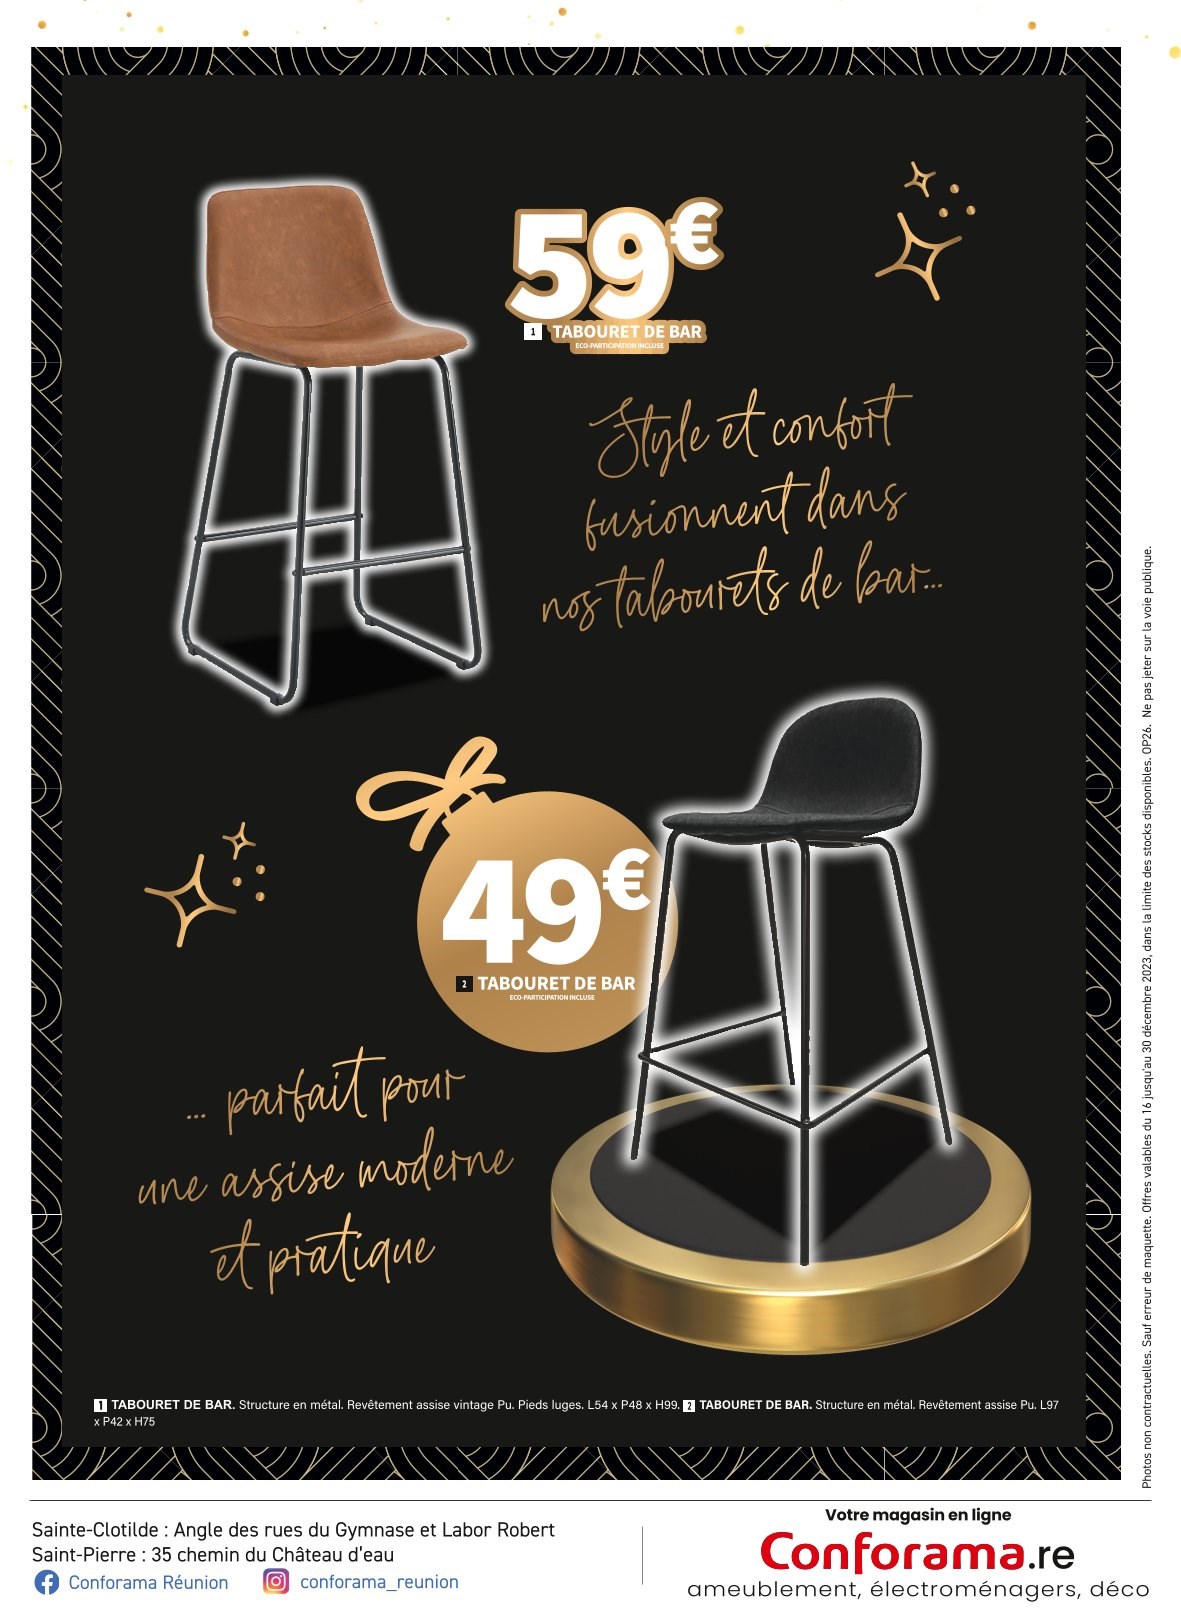 59€
1 TABOURET DE BAR
ECO-PARTICIPATION INCLUSE
Style et confort
fusionnent dans
nos tabourets de bar...
49€
2 TABOURET DE BAR
ECO-PARTICIPATION INCLUSE
... parfait pour
une assise moderne
et pratique
1 TABOURET DE BAR. Structure en métal. Revêtement assise vintage Pu. Pieds luges. L54 x P48 x H99. 2 TABOURET DE BAR. Structure en métal. Revêtement assise Pu. L97
x P42 x H75
Photos non contractuelles. Sauf erreur de maquette. Offres valables du 16 jusqu'au 30 décembre 2023, dans la limite des stocks disponibles. OP26. Ne pas jeter sur la voie publique.
Sainte-Clotilde : Angle des rues du Gymnase et Labor Robert
Saint-Pierre : 35 chemin du Château d'eau
Conforama Réunion conforama_reunion
Votre magasin en ligne
Conforama.re
ameublement, électroménagers, déco